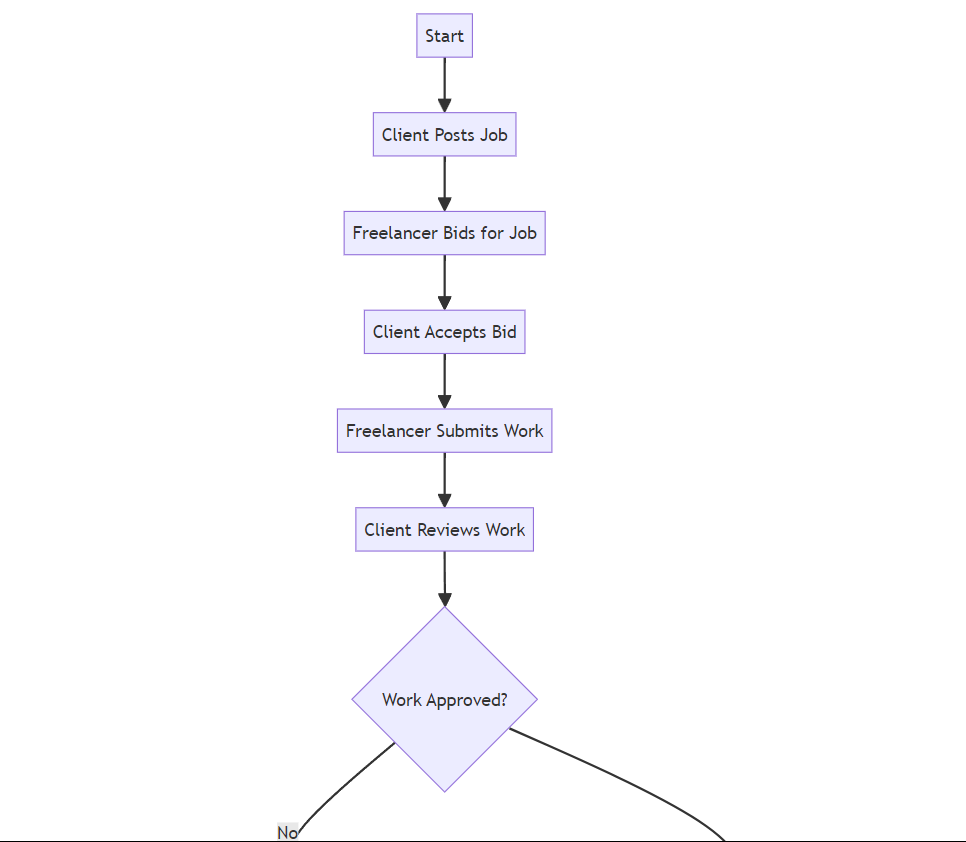 Start
Client Posts Job
Freelancer Bids for Job
Client Accepts Bid
Freelancer Submits Work
Client Reviews Work
Work Approved?
No